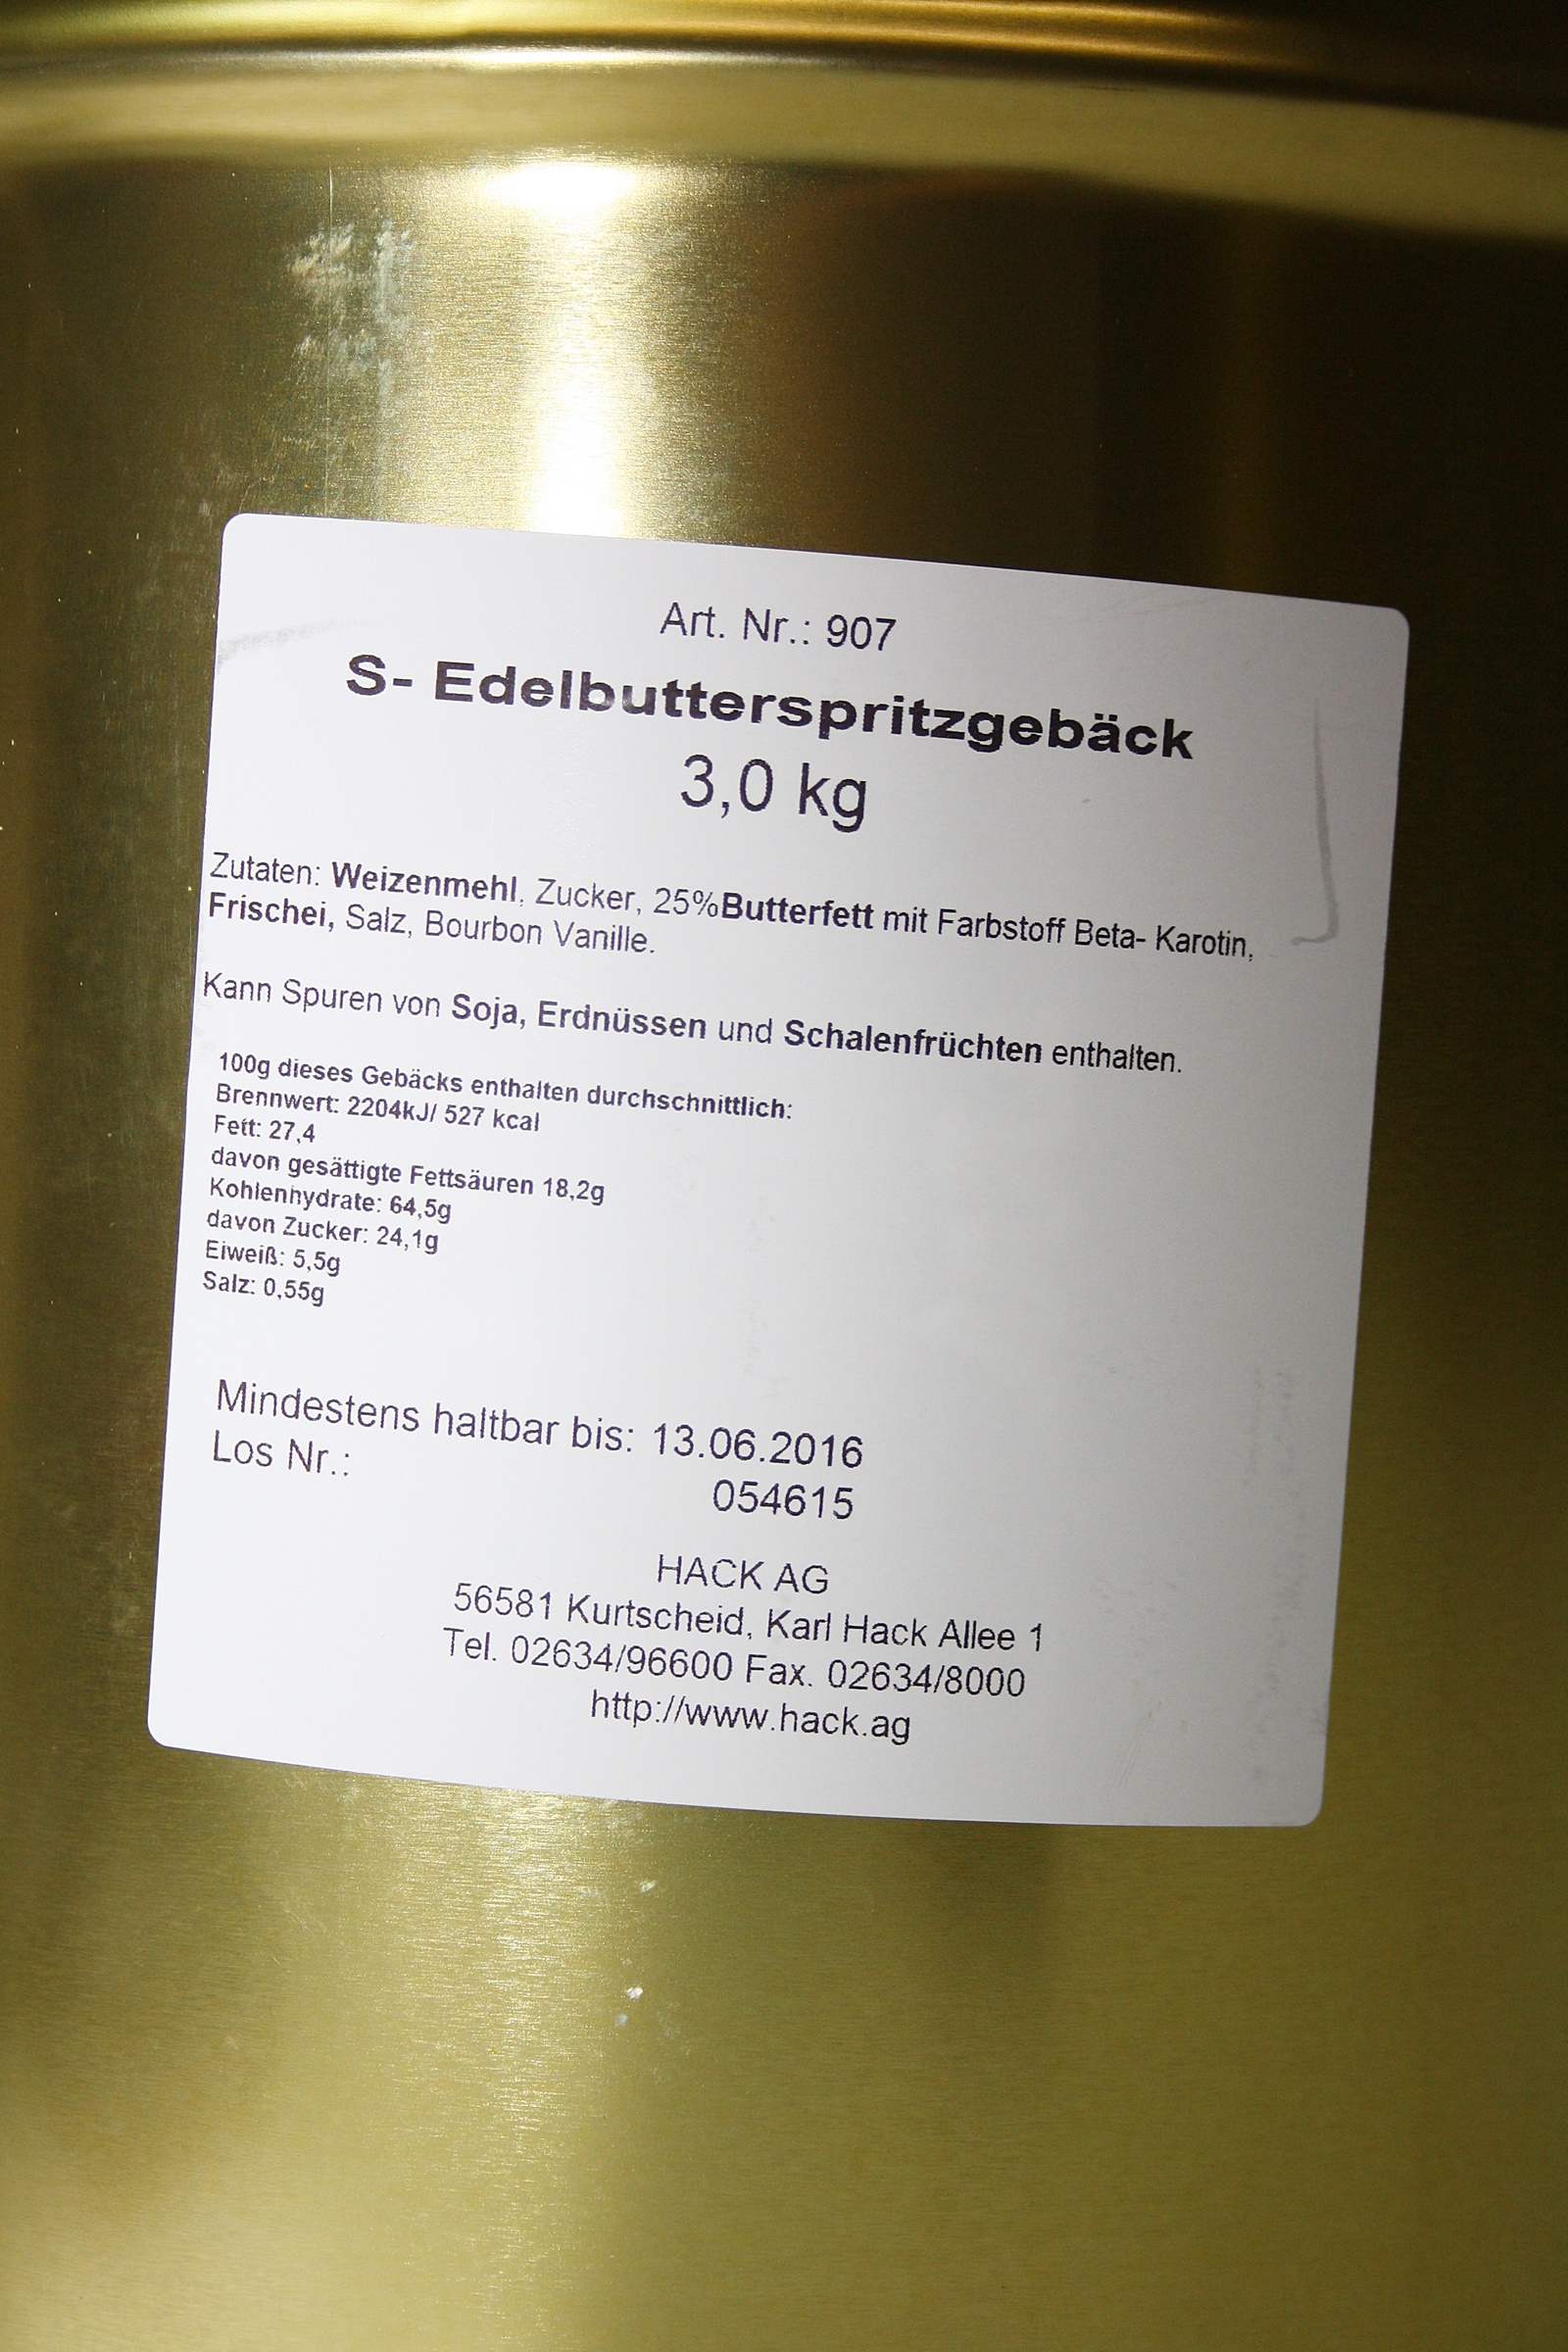 Art. Nr.: 907
S- Edelbutterspritzgebäck
3,0 kg
Zutaten: Weizenmehl, Zucker, 25%Butterfett mit Farbstoff Beta- Karotin,
Frischei, Salz, Bourbon Vanille.
Kann Spuren von Soja, Erdnüssen und Schalenfrüchten enthalten.
100g dieses Gebäcks enthalten durchschnittlich:
Brennwert: 2204kJ/ 527 kcal
Fett: 27,4
davon gesättigte Fettsäuren 18,2g
Kohlenhydrate: 64,5g
davon Zucker: 24,1g
Eiweiß: 5,5g
Salz: 0,55g
Mindestens haltbar bis: 13.06.2016
Los Nr.: 054615
HACK AG
56581 Kurtscheid, Karl Hack Allee 1
Tel. 02634/96600 Fax. 02634/8000
http://www.hack.ag